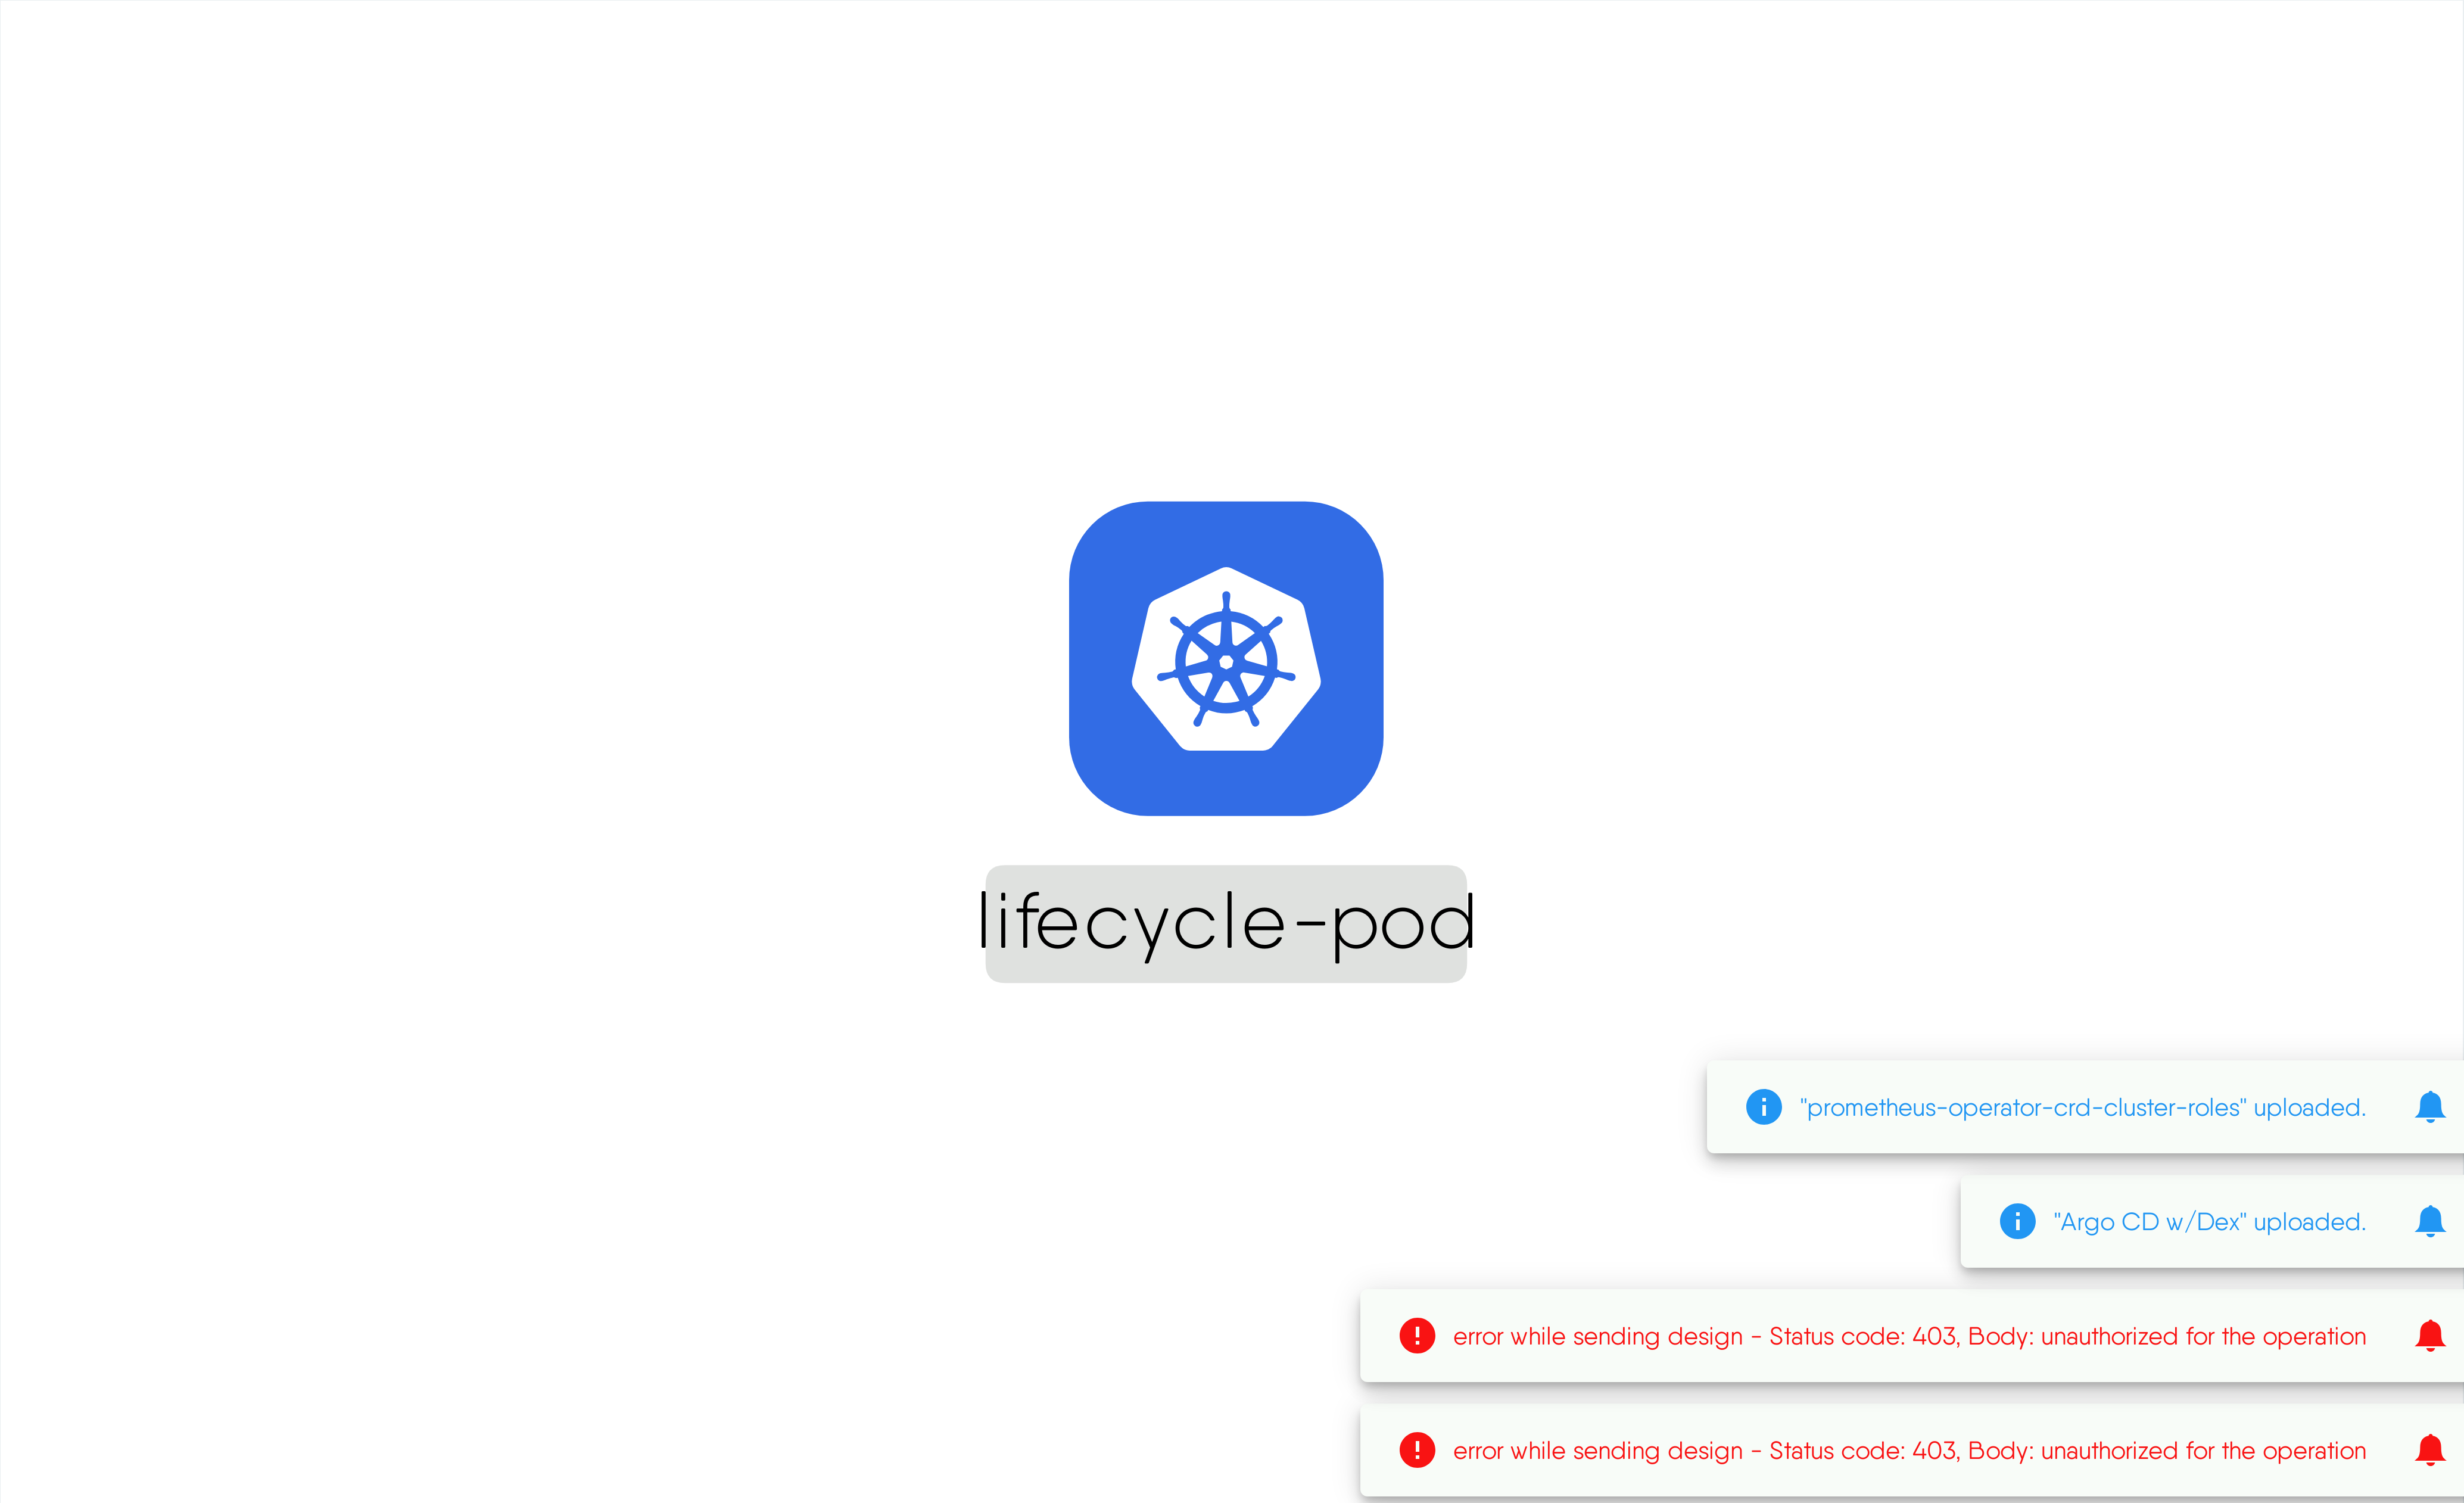 lifecycle-pod
"prometheus-operator-crd-cluster-roles" uploaded.
"Argo CD w/Dex" uploaded.
error while sending design - Status code: 403, Body: unauthorized for the operation
error while sending design - Status code: 403, Body: unauthorized for the operation